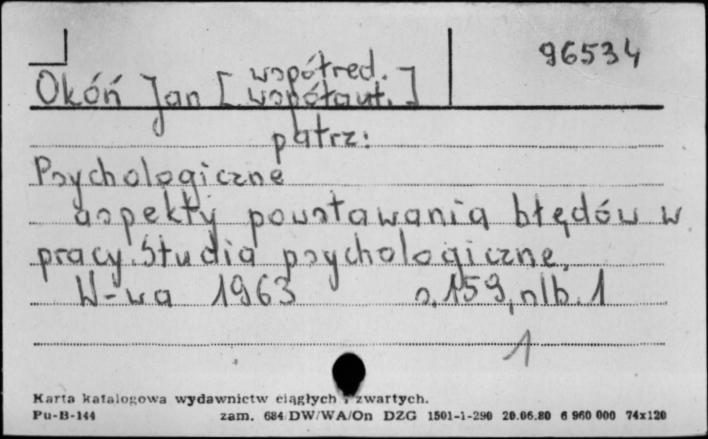 96534
Okóń Jan [współred.
współaut.]
patrz:
Psychologiczne
aspekty powstawania błędów w
pracy. Studia psychologiczne.
W-wa 1963 s. 159, nlb. 1
1
Karta katalogowa wydawnictw ciągłych i zwartych.
Pu-B-144 zam. 684/DW/WA/On DZG 1501-1-290 20.06.80 6 960 000 74x120